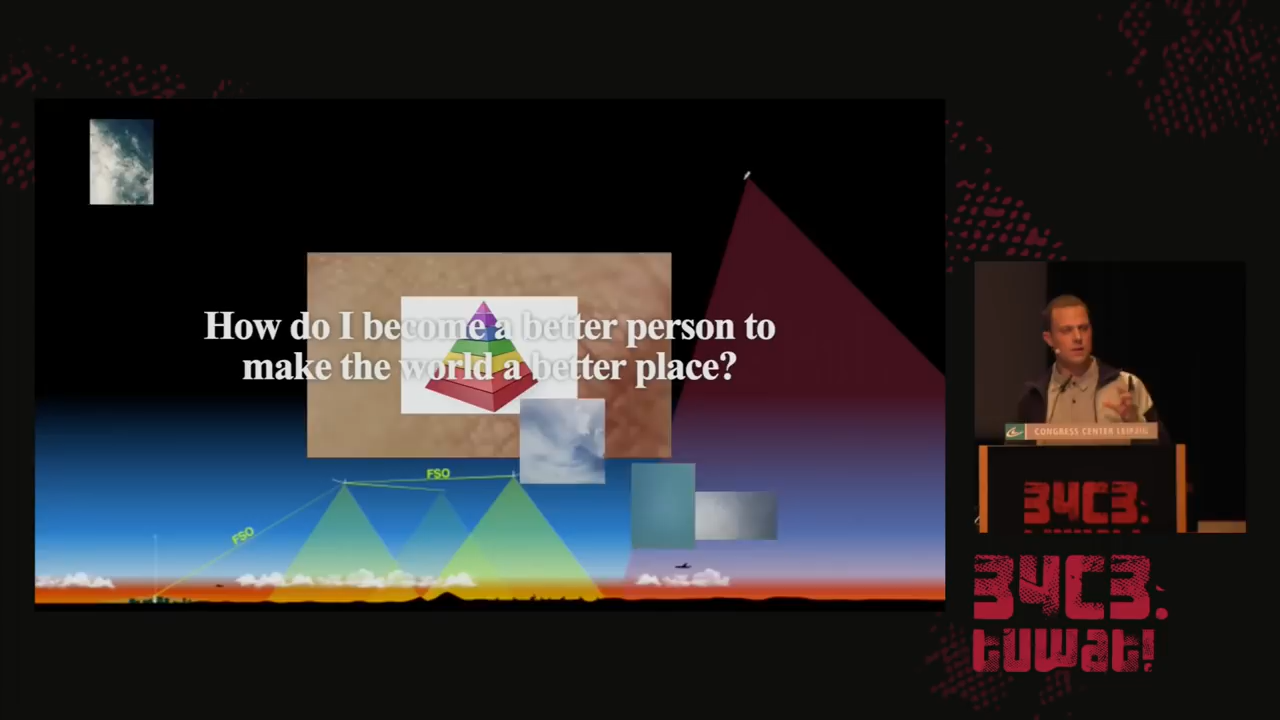 How do I become a better person to
make the world a better place?
FSO
FSO
CONGRESS CENTER LEIPZIG
34C3.
34C3.
tuwat!